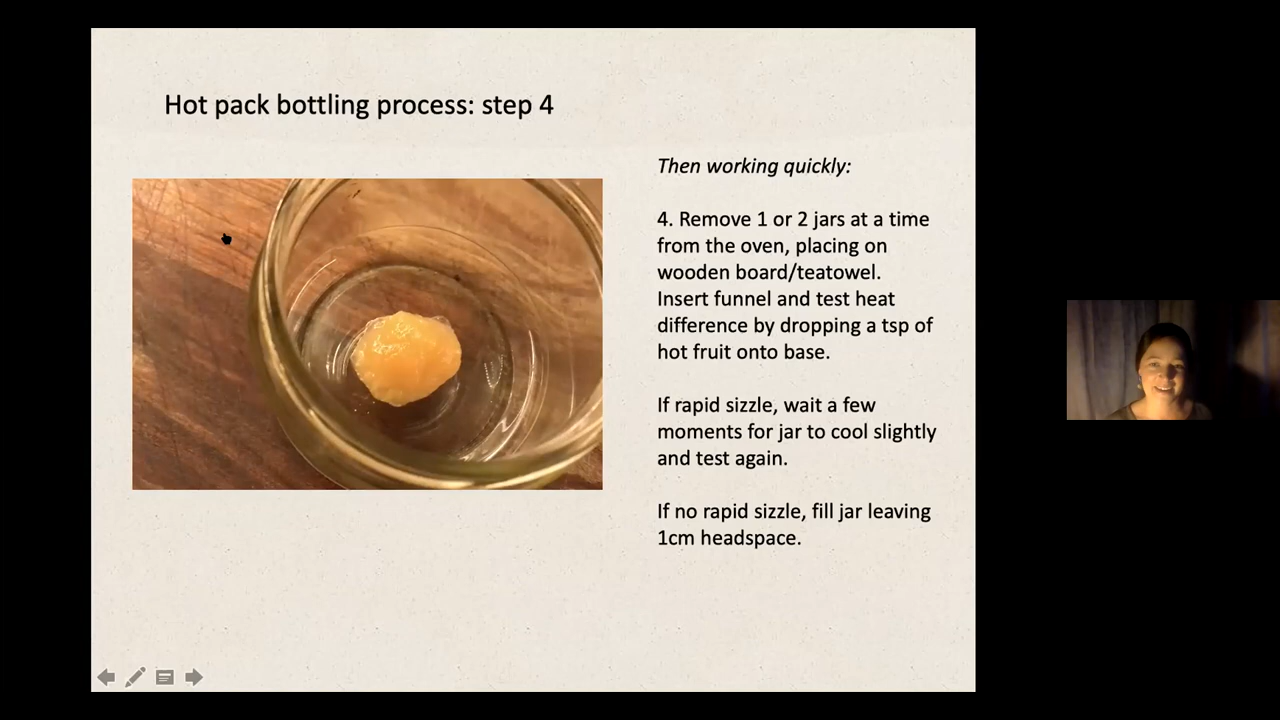 Hot pack bottling process: step 4
Then working quickly:
4. Remove 1 or 2 jars at a time
from the oven, placing on
wooden board/teatowel.
Insert funnel and test heat
difference by dropping a tsp of
hot fruit onto base.
If rapid sizzle, wait a few
moments for jar to cool slightly
and test again.
If no rapid sizzle, fill jar leaving
1cm headspace.